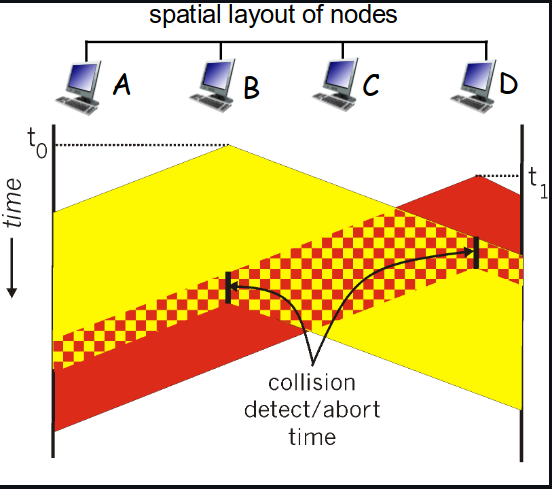 spatial layout of nodes
A
B
C
D
t0
t1
time
collision
detect/abort
time